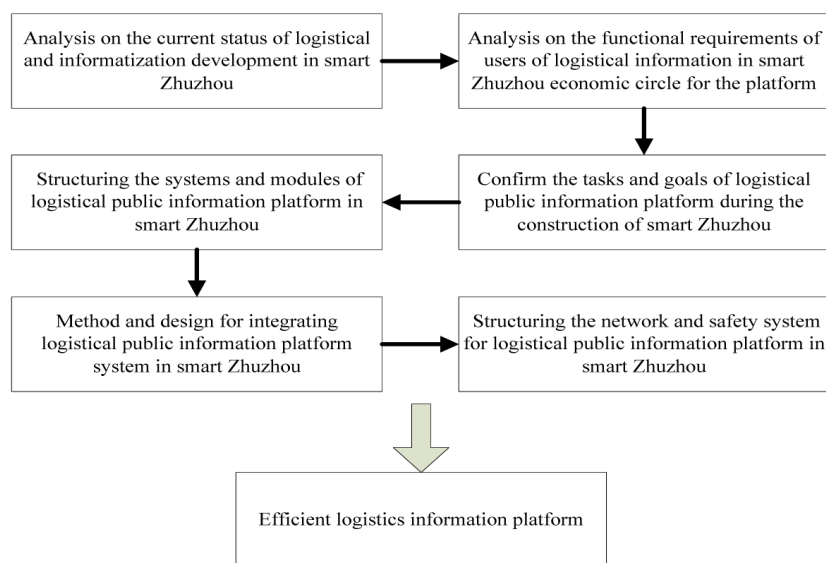 Analysis on the current status of logistical
and informatization development in smart
Zhuzhou
Analysis on the functional requirements of
users of logistical information in smart
Zhuzhou economic circle for the platform
Confirm the tasks and goals of logistical
public information platform during the
construction of smart Zhuzhou
Structuring the systems and modules of
logistical public information platform in
smart Zhuzhou
Method and design for integrating
logistical public information platform
system in smart Zhuzhou
Structuring the network and safety system
for logistical public information platform in
smart Zhuzhou
Efficient logistics information platform